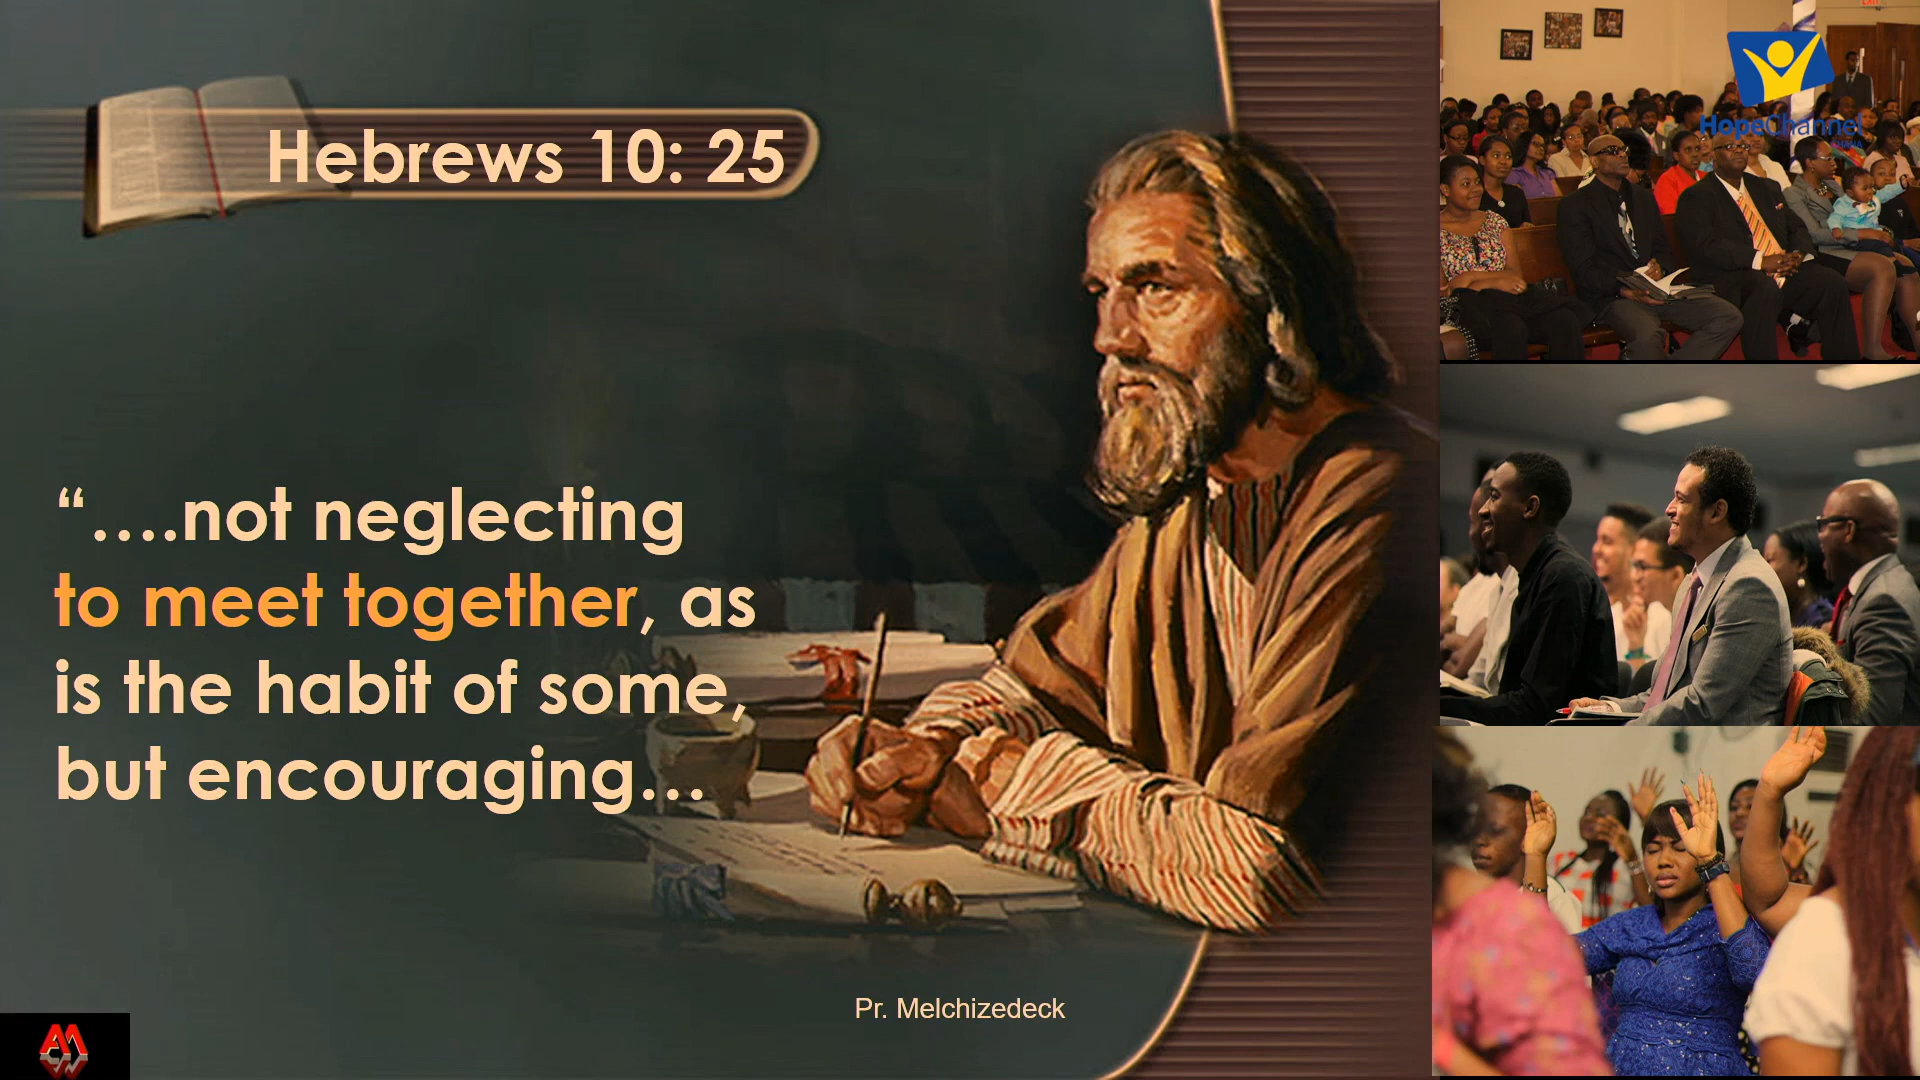 Hebrews 10: 25
“….not neglecting
to meet together, as
is the habit of some,
but encouraging…
Pr. Melchizedeck
HopeChannel
GHANA